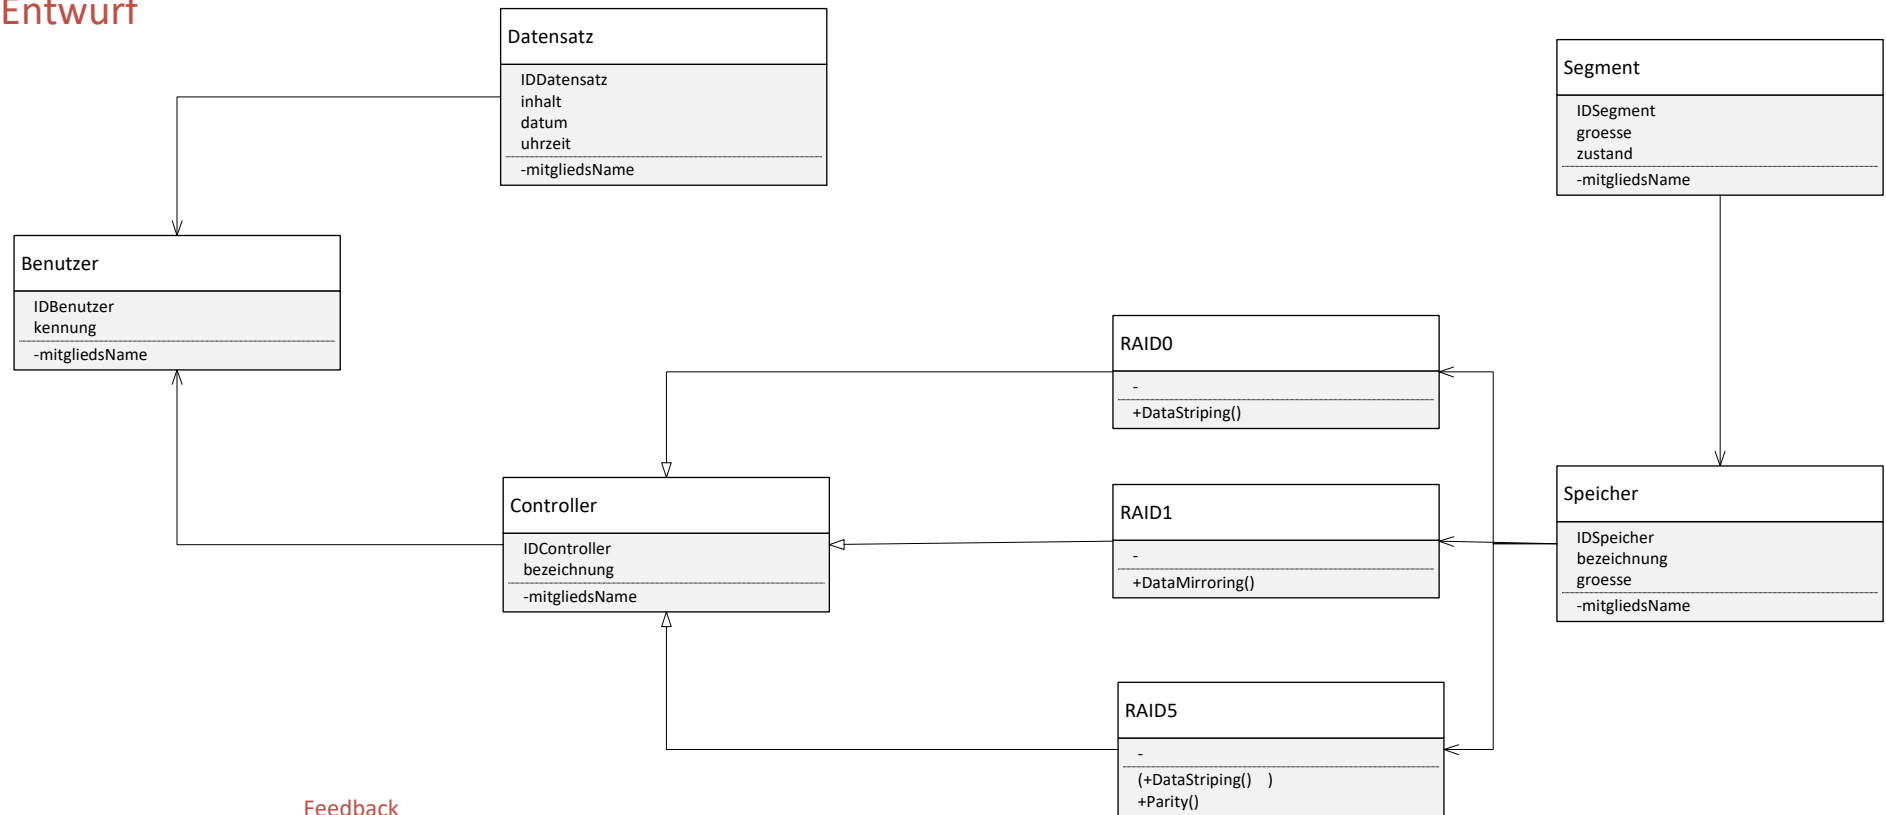 Entwurf
Datensatz
IDDatensatz
inhalt
datum
uhrzeit
-mitgliedsName
Segment
IDSegment
groesse
zustand
-mitgliedsName
Benutzer
IDBenutzer
kennung
-mitgliedsName
RAID0
-
+DataStriping()
Controller
IDController
bezeichnung
-mitgliedsName
RAID1
-
+DataMirroring()
Speicher
IDSpeicher
bezeichnung
groesse
-mitgliedsName
RAID5
-
(+DataStriping() )
+Parity()
Feedback